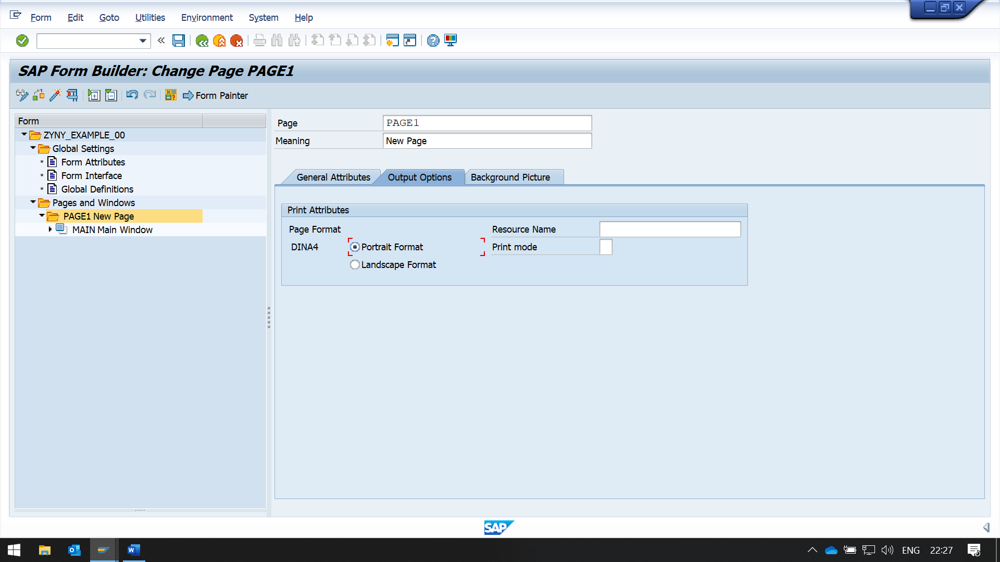 Form Edit Goto Utilities Environment System Help
SAP Form Builder: Change Page PAGE1
Form Painter
Form
ZYNY_EXAMPLE_00
Global Settings
Form Attributes
Form Interface
Global Definitions
Pages and Windows
PAGE1 New Page
MAIN Main Window
Page PAGE1
Meaning New Page
General Attributes Output Options Background Picture
Print Attributes
Page Format Resource Name
DINA4 Portrait Format Print mode
Landscape Format
SAP
ENG 22:27